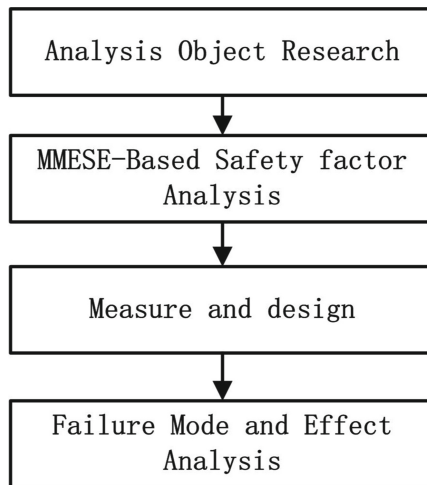 Analysis Object Research
MMESE-Based Safety factor
Analysis
Measure and design
Failure Mode and Effect
Analysis